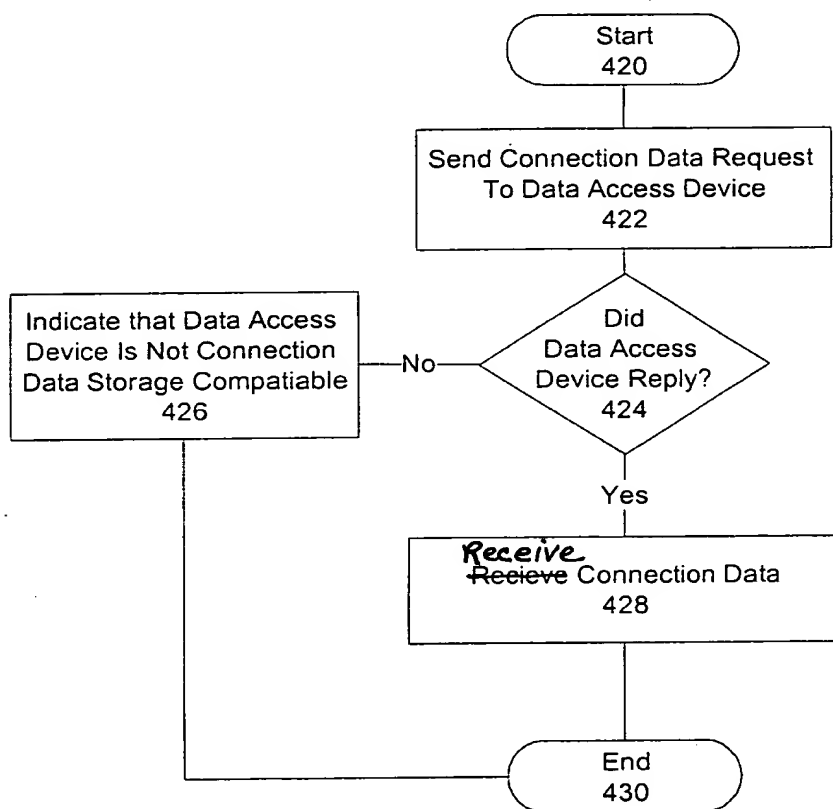 Start
420
Send Connection Data Request
To Data Access Device
422
Did
Data Access
Device Reply?
424
No
Indicate that Data Access
Device Is Not Connection
Data Storage Compatiable
426
Yes
Receive
Recieve Connection Data
428
End
430